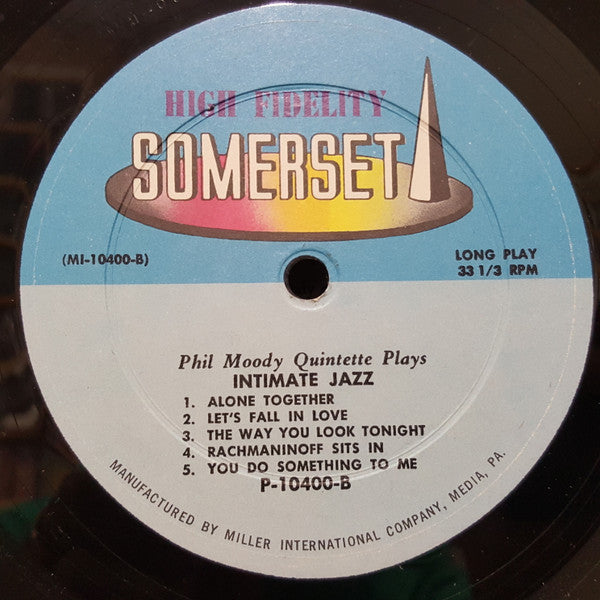 HIGH FIDELITY
SOMERSET
(MI-10400-B)
LONG PLAY
33 1/3 RPM
Phil Moody Quintette Plays
INTIMATE JAZZ
1. ALONE TOGETHER
2. LET'S FALL IN LOVE
3. THE WAY YOU LOOK TONIGHT
4. RACHMANINOFF SITS IN
5. YOU DO SOMETHING TO ME
P-10400-B
MANUFACTURED BY MILLER INTERNATIONAL COMPANY, MEDIA, PA.